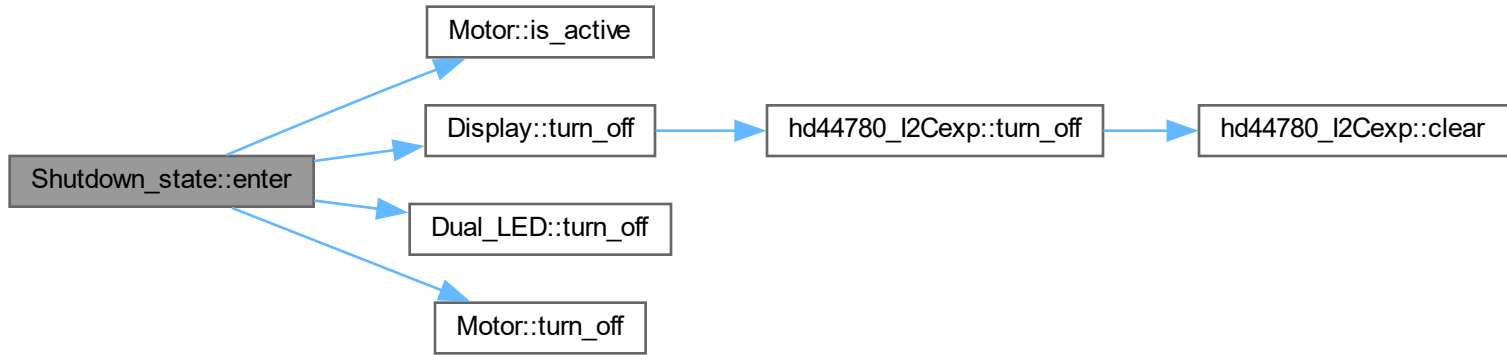 Motor::is_active
Display::turn_off
hd44780_I2Cexp::turn_off
hd44780_I2Cexp::clear
Shutdown_state::enter
Dual_LED::turn_off
Motor::turn_off